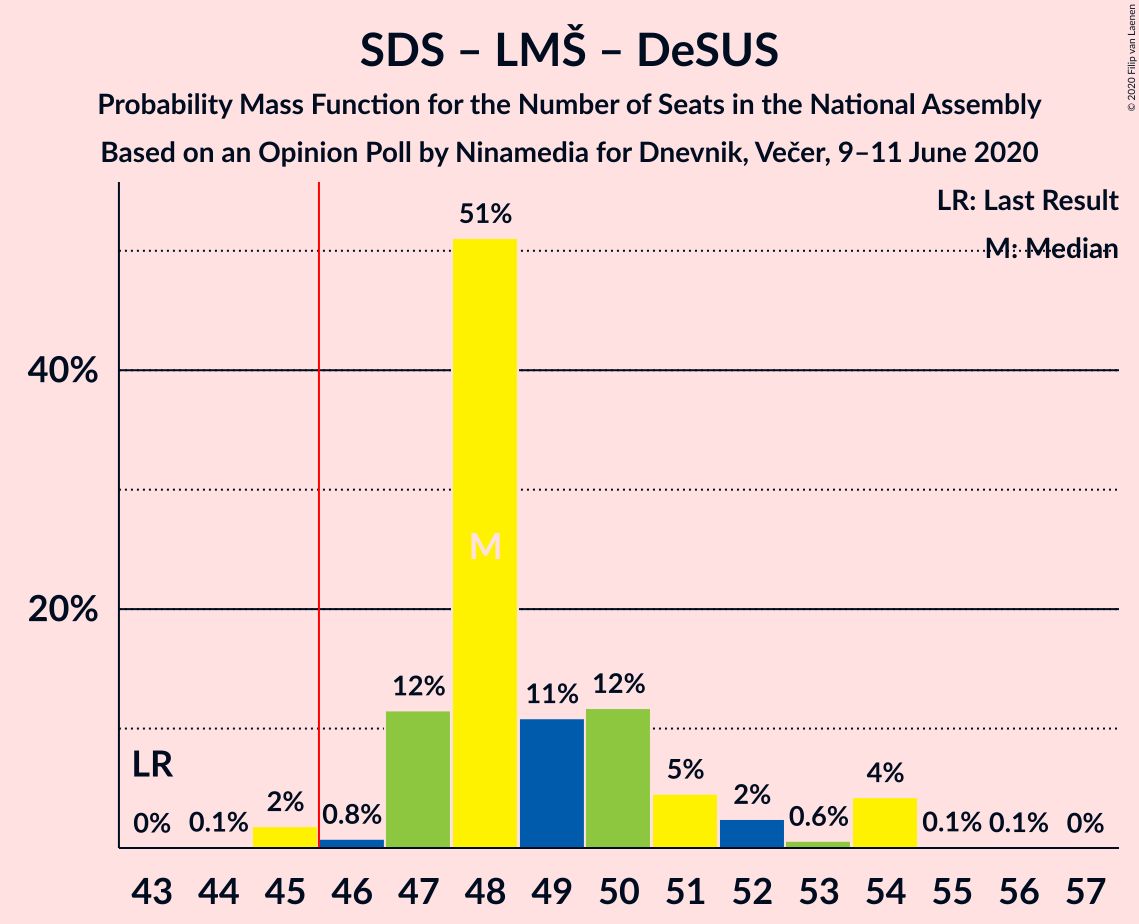 SDS – LMŠ – DeSUS
Probability Mass Function for the Number of Seats in the National Assembly
Based on an Opinion Poll by Ninamedia for Dnevnik, Večer, 9–11 June 2020
© 2020 Filip van Laenen
LR: Last Result
M: Median
51%
40%
M
20%
12%
11%
12%
LR
0%
0.1%
2%
0.8%
5%
2%
0.6%
4%
0.1%
0.1%
0%
43 44 45 46 47 48 49 50 51 52 53 54 55 56 57